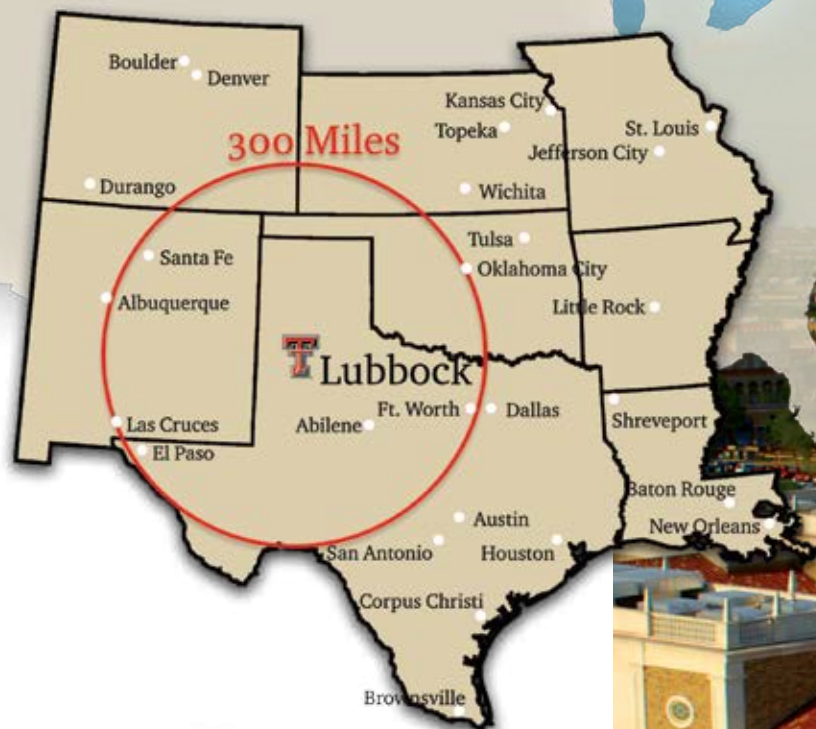 Boulder
Denver
Kansas City
300 Miles
Topeka
St. Louis
Jefferson City
Durango
Wichita
Tulsa
Santa Fe
Oklahoma City
Albuquerque
Little Rock
T
Lubbock
Ft. Worth
Dallas
Las Cruces
Abilene
Shreveport
El Paso
Baton Rouge
Austin
New Orleans
San Antonio
Houston
Corpus Christi
Brownsville